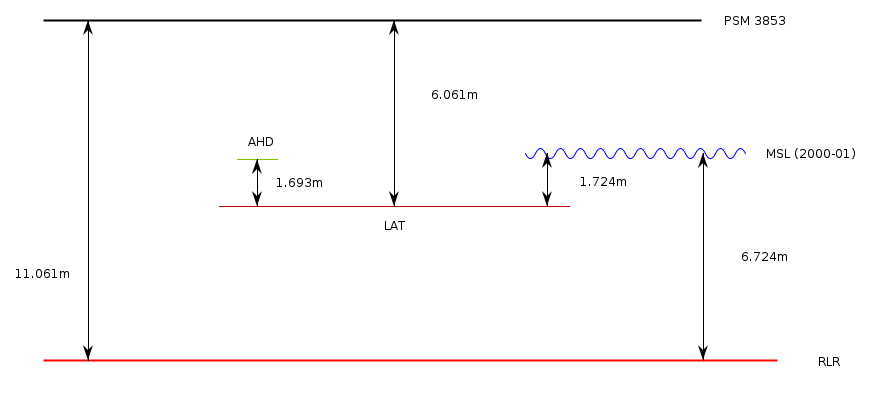 PSM 3853
6.061m
AHD
MSL (2000-01)
1.693m
1.724m
LAT
6.724m
11.061m
RLR